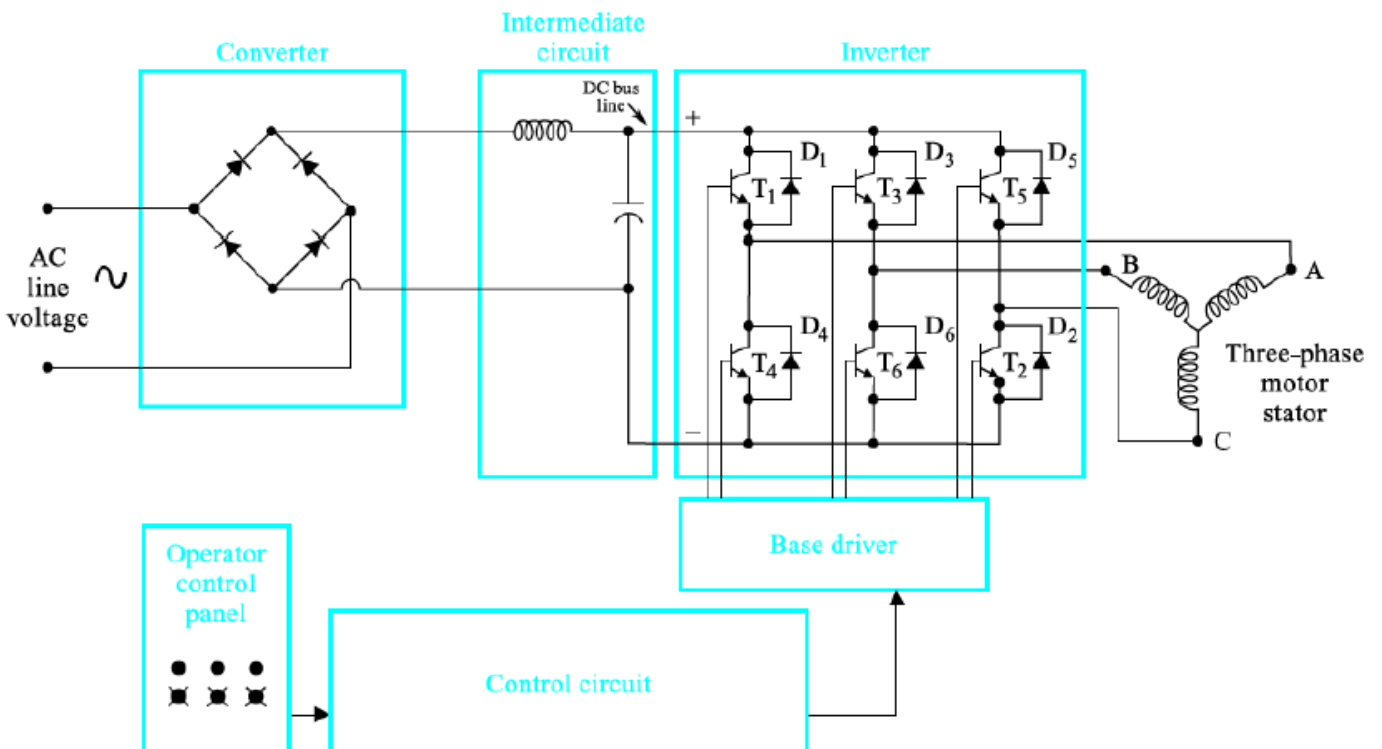 Converter
Intermediate
circuit
Inverter
DC bus
line
+
D1
D3
D5
T1
T3
T5
AC
line
voltage
B
A
D4
D6
D2
T4
T6
T2
Three-phase
motor
stator
−
C
Base driver
Operator
control
panel
Control circuit